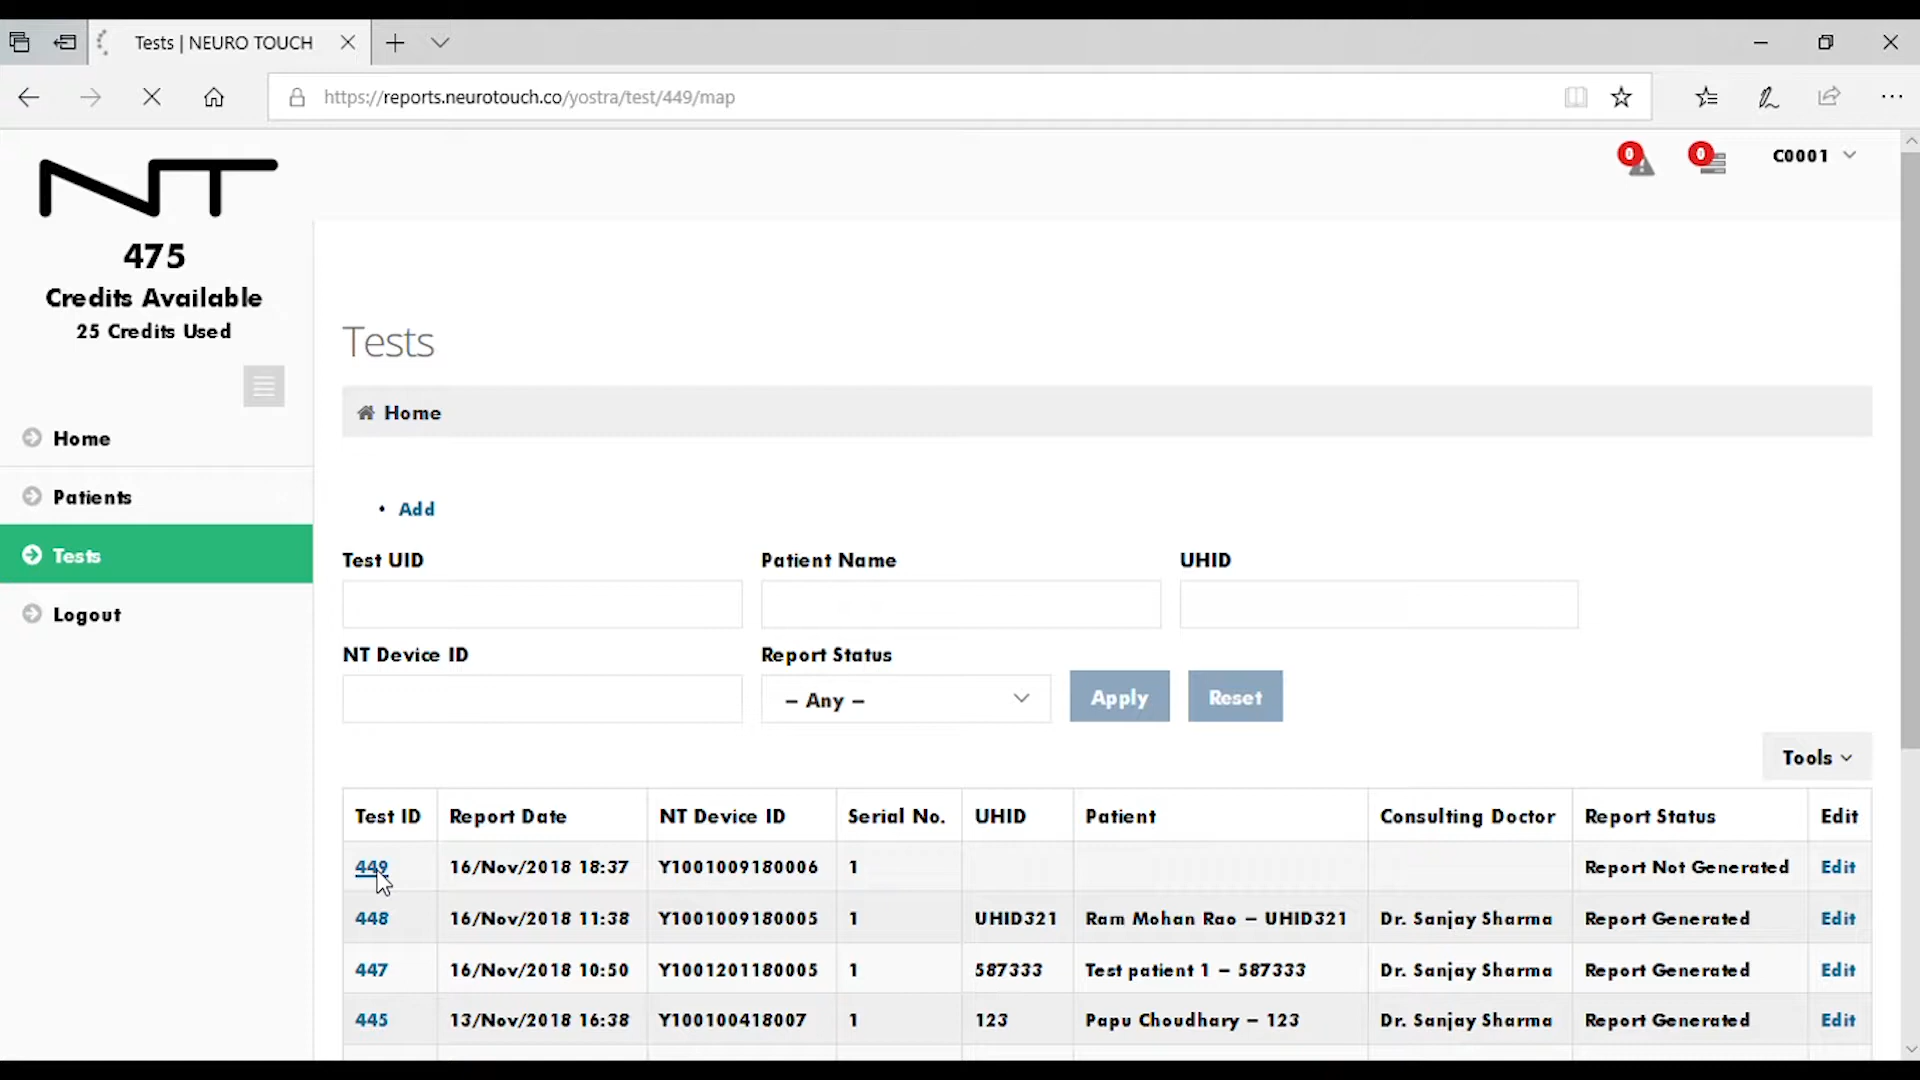 Tests | NEURO TOUCH
https://reports.neurotouch.co/yostra/test/449/map
NT
0
0
C0001
475
Credits Available
25 Credits Used
Home
Patients
Tests
Logout
Tests
Home
• Add
Test UID Patient Name UHID
NT Device ID Report Status
– Any –
Apply
Reset
Tools
Test ID Report Date NT Device ID Serial No. UHID Patient Consulting Doctor Report Status Edit
449 16/Nov/2018 18:37 Y1001009180006 1 Report Not Generated Edit
448 16/Nov/2018 11:38 Y1001009180005 1 UHID321 Ram Mohan Rao – UHID321 Dr. Sanjay Sharma Report Generated Edit
447 16/Nov/2018 10:50 Y1001201180005 1 587333 Test patient 1 – 587333 Dr. Sanjay Sharma Report Generated Edit
445 13/Nov/2018 16:38 Y100100418007 1 123 Papu Choudhary – 123 Dr. Sanjay Sharma Report Generated Edit